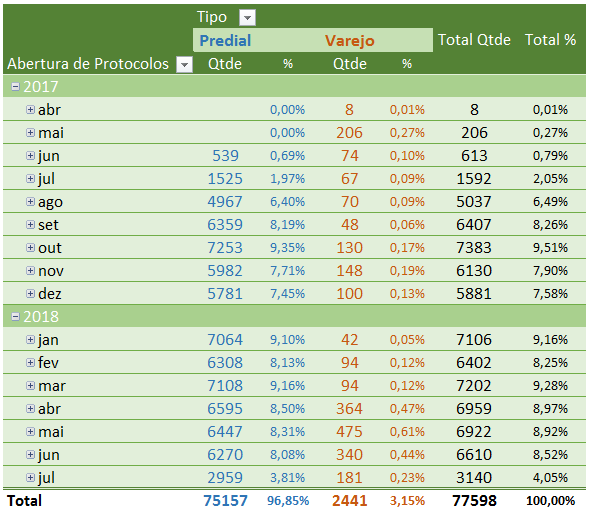 Tipo
Predial Varejo Total Qtde Total %
Abertura de Protocolos Qtde % Qtde %
2017
abr 0,00% 8 0,01% 8 0,01%
mai 0,00% 206 0,27% 206 0,27%
jun 539 0,69% 74 0,10% 613 0,79%
jul 1525 1,97% 67 0,09% 1592 2,05%
ago 4967 6,40% 70 0,09% 5037 6,49%
set 6359 8,19% 48 0,06% 6407 8,26%
out 7253 9,35% 130 0,17% 7383 9,51%
nov 5982 7,71% 148 0,19% 6130 7,90%
dez 5781 7,45% 100 0,13% 5881 7,58%
2018
jan 7064 9,10% 42 0,05% 7106 9,16%
fev 6308 8,13% 94 0,12% 6402 8,25%
mar 7108 9,16% 94 0,12% 7202 9,28%
abr 6595 8,50% 364 0,47% 6959 8,97%
mai 6447 8,31% 475 0,61% 6922 8,92%
jun 6270 8,08% 340 0,44% 6610 8,52%
jul 2959 3,81% 181 0,23% 3140 4,05%
Total 75157 96,85% 2441 3,15% 77598 100,00%